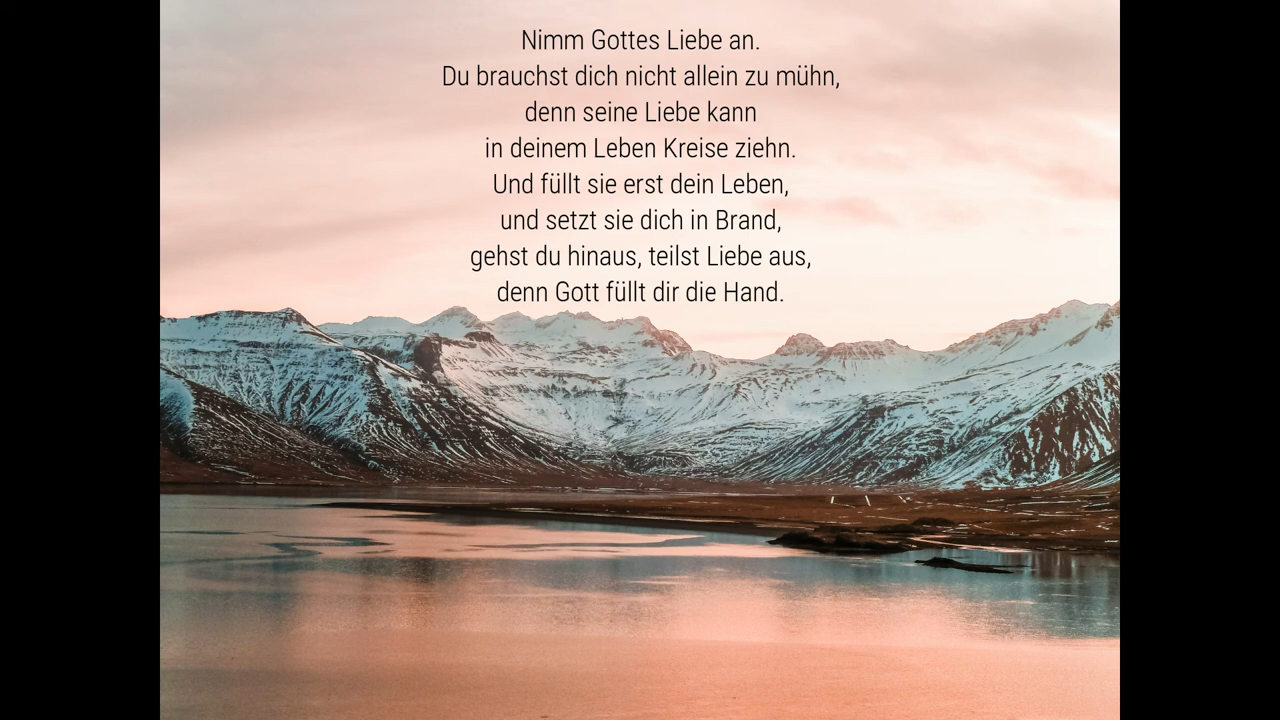 Nimm Gottes Liebe an.
Du brauchst dich nicht allein zu mühn,
denn seine Liebe kann
in deinem Leben Kreise ziehn.
Und füllt sie erst dein Leben,
und setzt sie dich in Brand,
gehst du hinaus, teilst Liebe aus,
denn Gott füllt dir die Hand.